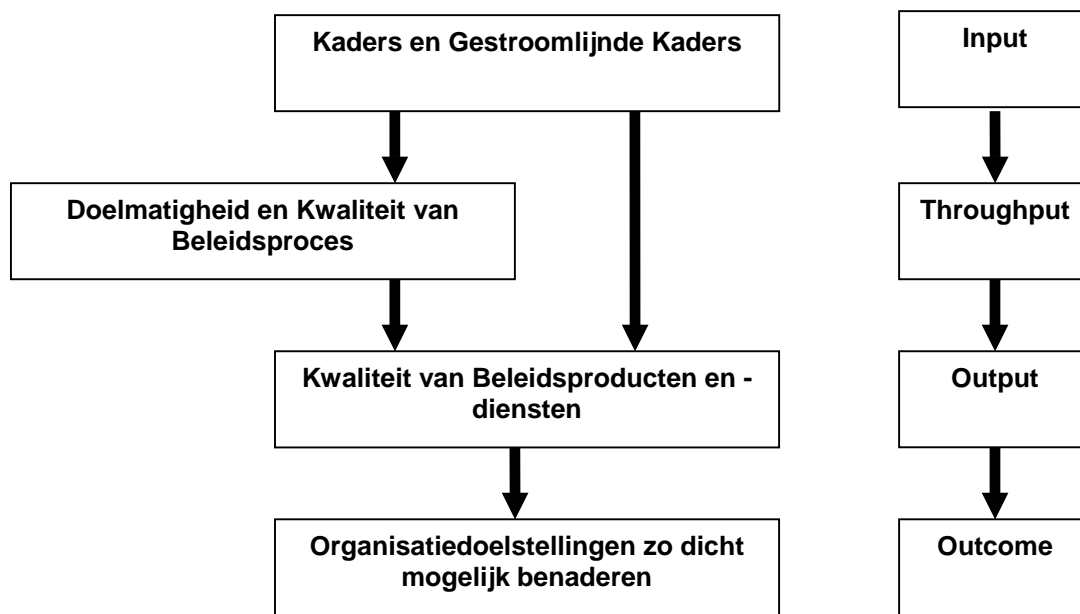 Kaders en Gestroomlijnde Kaders
Input
Doelmatigheid en Kwaliteit van
Beleidsproces
Throughput
Kwaliteit van Beleidsproducten en -
diensten
Output
Organisatiedoelstellingen zo dicht
mogelijk benaderen
Outcome